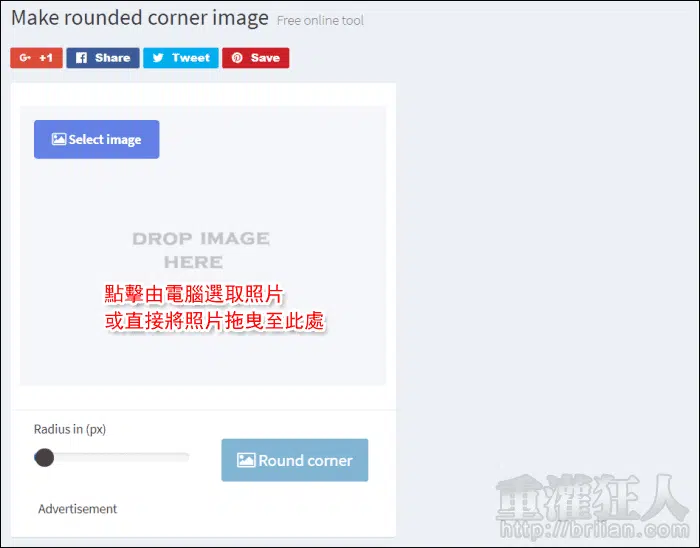 Make rounded corner image Free online tool
G+ +1 Share Tweet Save
Select image
DROP IMAGE
HERE
點擊由電腦選取照片
或直接將照片拖曳至此處
Radius in (px)
Round corner
Advertisement
重灌狂人
http://briian.com